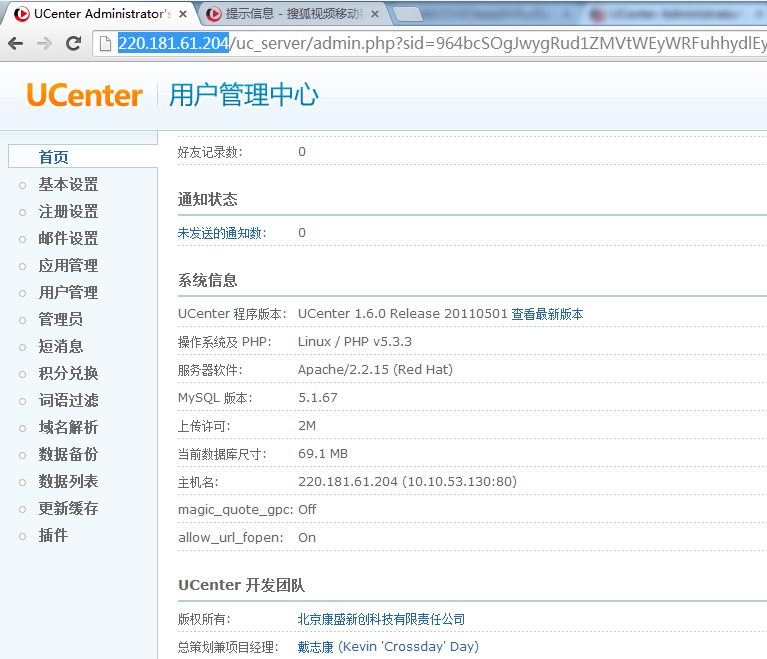 UCenter Administrator's
提示信息 - 搜狐视频移动
220.181.61.204/uc_server/admin.php?sid=964bcSOgJwygRud1ZMVtWEyWRFuhhydlEy
UCenter 用户管理中心
首页
基本设置
注册设置
邮件设置
应用管理
用户管理
管理员
短消息
积分兑换
词语过滤
域名解析
数据备份
数据列表
更新缓存
插件
好友记录数: 0
通知状态
未发送的通知数: 0
系统信息
UCenter 程序版本: UCenter 1.6.0 Release 20110501 查看最新版本
操作系统及 PHP: Linux / PHP v5.3.3
服务器软件: Apache/2.2.15 (Red Hat)
MySQL 版本: 5.1.67
上传许可: 2M
当前数据库尺寸: 69.1 MB
主机名: 220.181.61.204 (10.10.53.130:80)
magic_quote_gpc: Off
allow_url_fopen: On
UCenter 开发团队
版权所有: 北京康盛新创科技有限责任公司
总策划兼项目经理: 戴志康 (Kevin 'Crossday' Day)